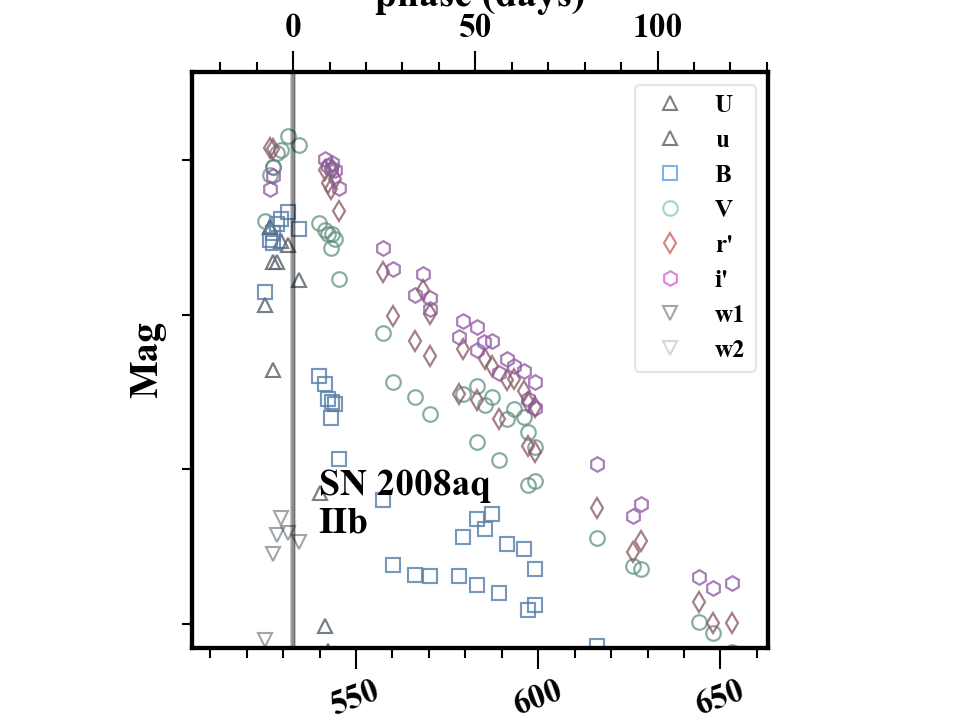 phase (days)
0 50 100
U
u
B
V
r'
i'
w1
w2
Mag
SN 2008aq
IIb
550 600 650